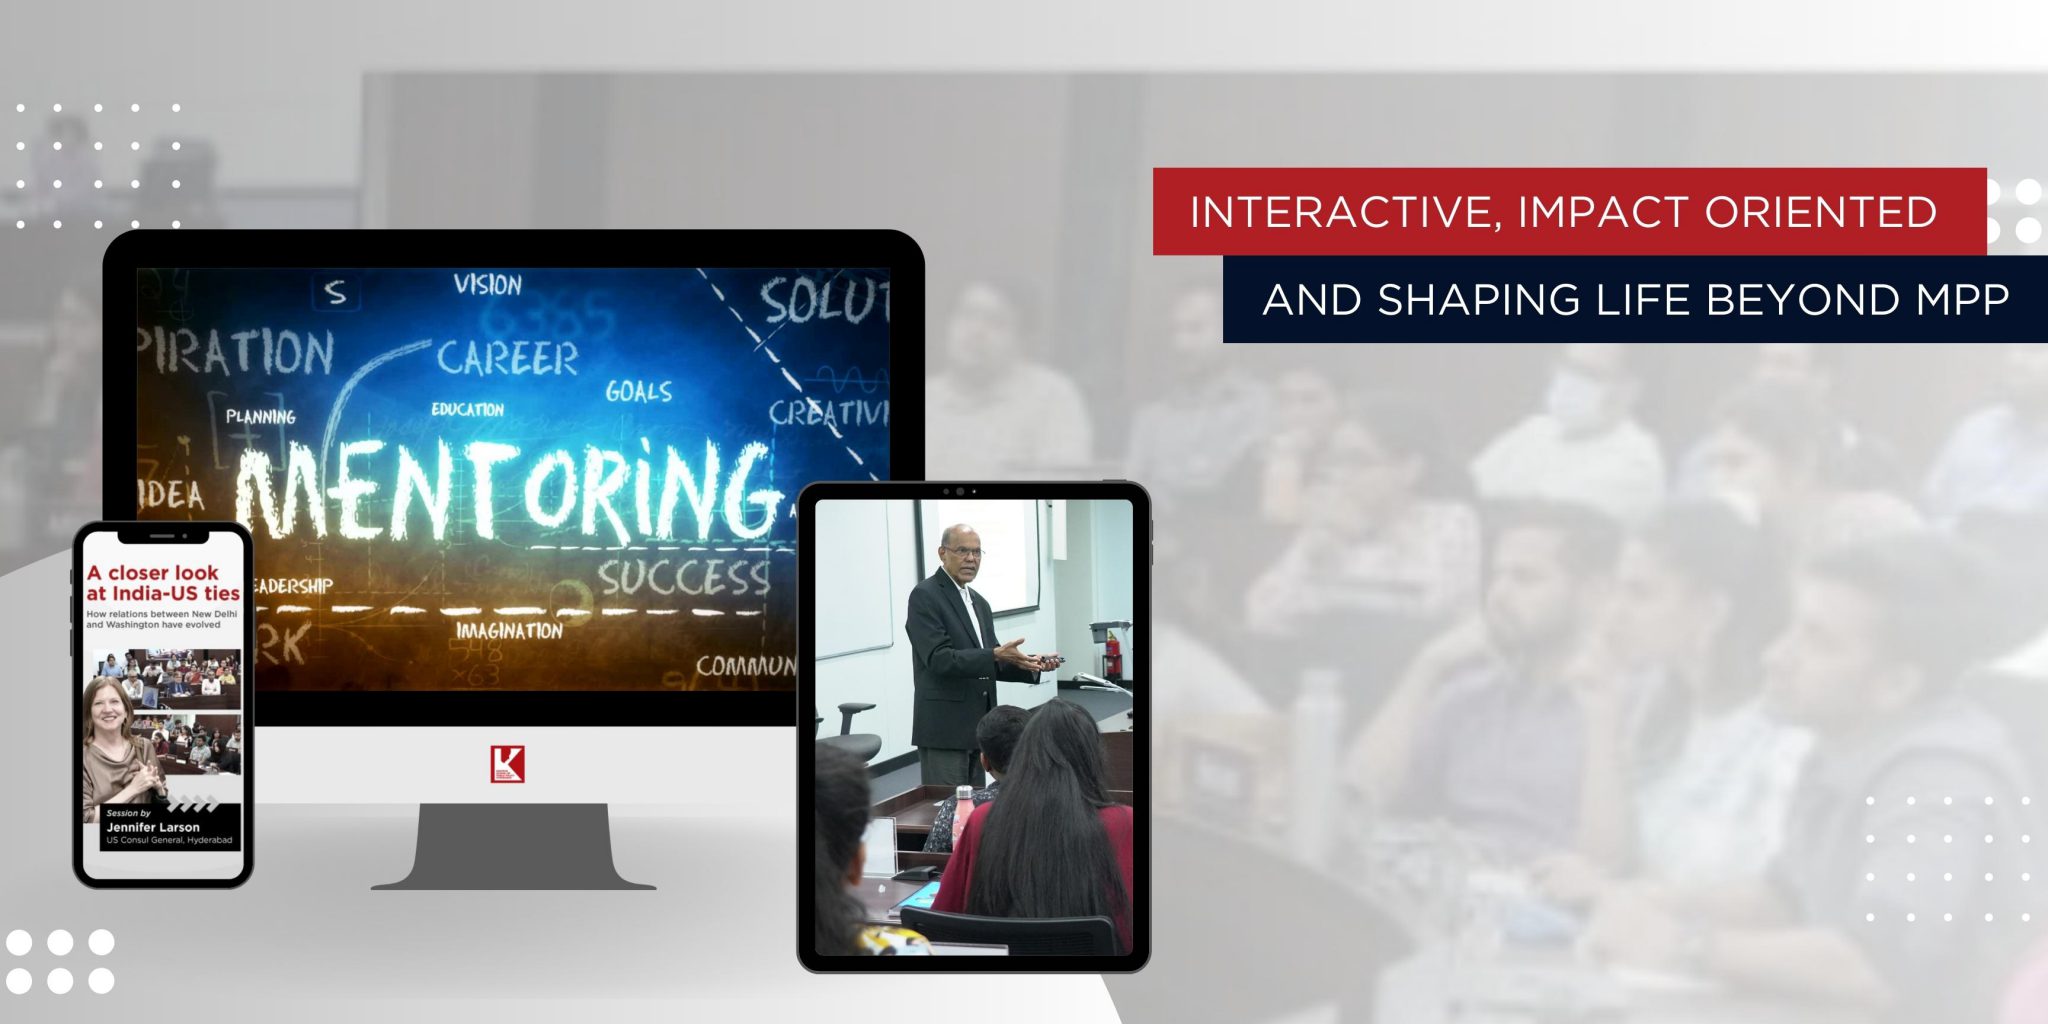 INTERACTIVE, IMPACT ORIENTED
AND SHAPING LIFE BEYOND MPP
S
VISION
SOLUT
PIRATION
CAREER
GOALS
PLANNING
EDUCATION
CREATIVI
MENTORING
IDEA
SUCCESS
EADERSHIP
IMAGINATION
RK
COMMUN
A closer look
at India-US ties
How relations between New Delhi
and Washington have evolved
Session by
Jennifer Larson
US Consul General, Hyderabad
K